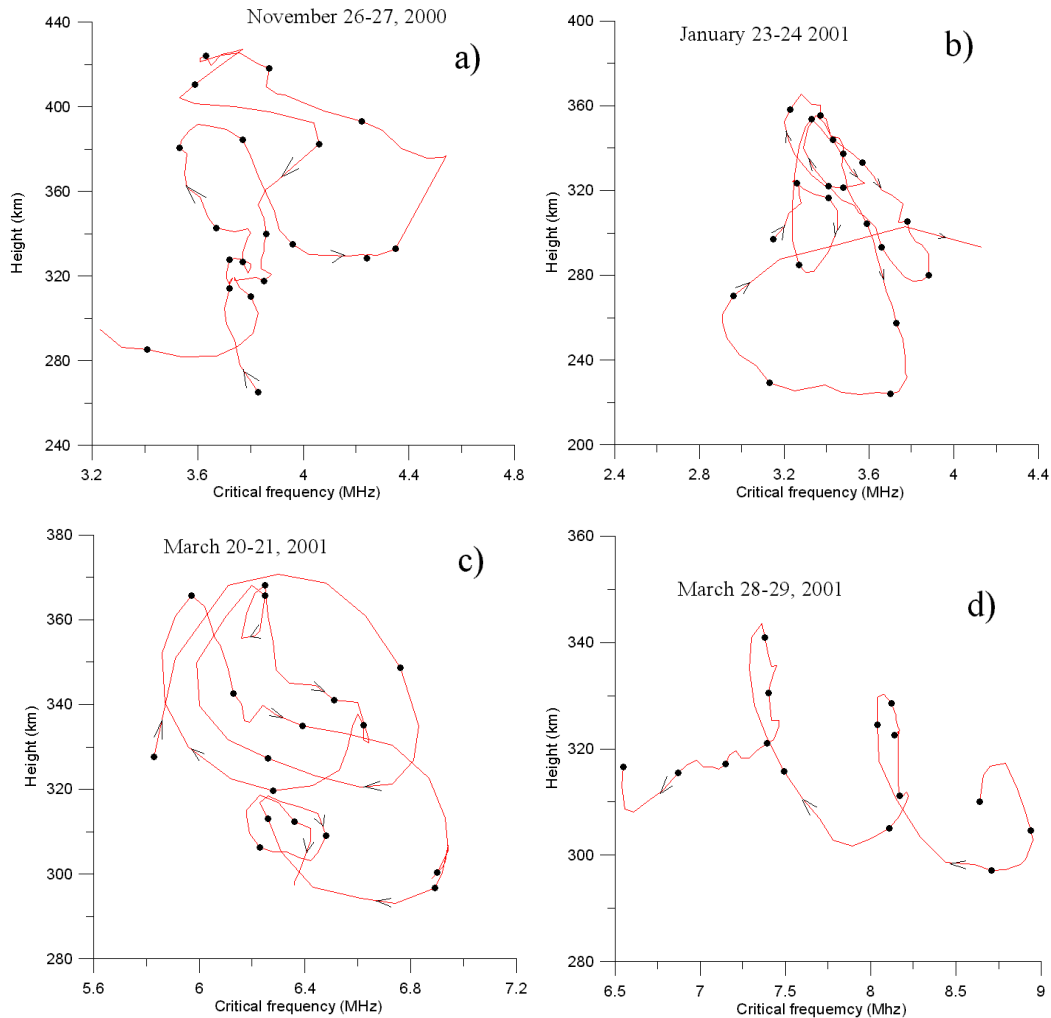 November 26-27, 2000
a)
440
400
360
320
280
240
Height (km)
3.2
3.6
4
4.4
4.8
Critical frequency (MHz)
January 23-24 2001
b)
400
360
320
280
240
200
Height (km)
2.4
2.8
3.2
3.6
4
4.4
Critical frequency (MHz)
March 20-21, 2001
c)
380
360
340
320
300
280
Height (km)
5.6
6
6.4
6.8
7.2
Critical frequency (MHz)
March 28-29, 2001
d)
360
340
320
300
280
Height (km)
6.5
7
7.5
8
8.5
9
Critical frequemcy (Mhz)